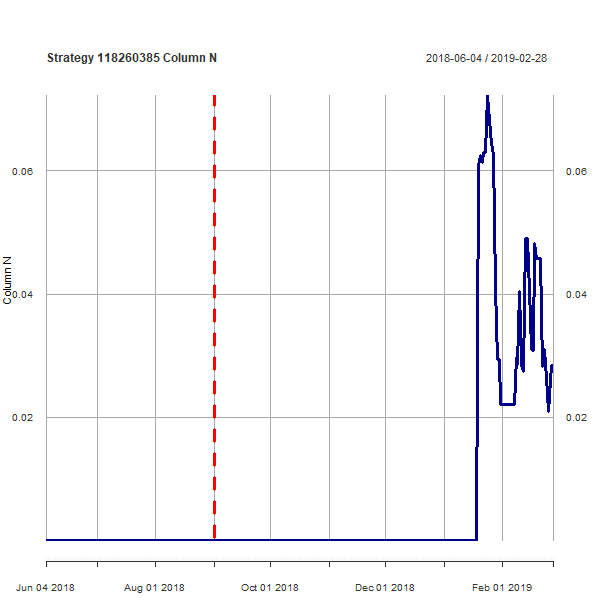 Strategy 118260385 Column N 2018-06-04 / 2019-02-28
0.06 0.06
Column N
0.04 0.04
0.02 0.02
Jun 04 2018 Aug 01 2018 Oct 01 2018 Dec 01 2018 Feb 01 2019